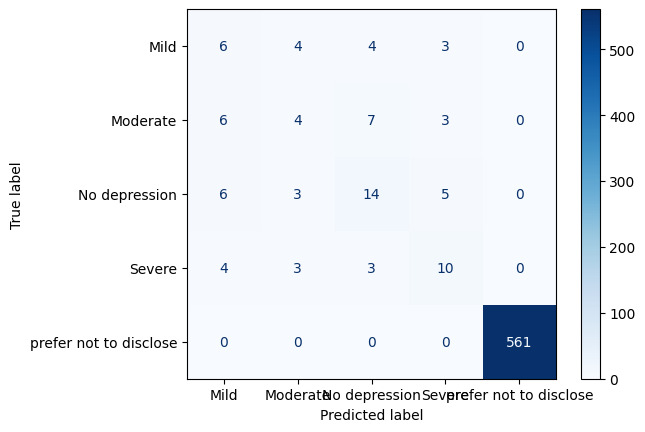 Mild 6 4 4 3 0
Moderate 6 4 7 3 0
No depression 6 3 14 5 0
Severe 4 3 3 10 0
prefer not to disclose 0 0 0 0 561
True label
Mild Moderate No depression Severe prefer not to disclose
Predicted label
500
400
300
200
100
0